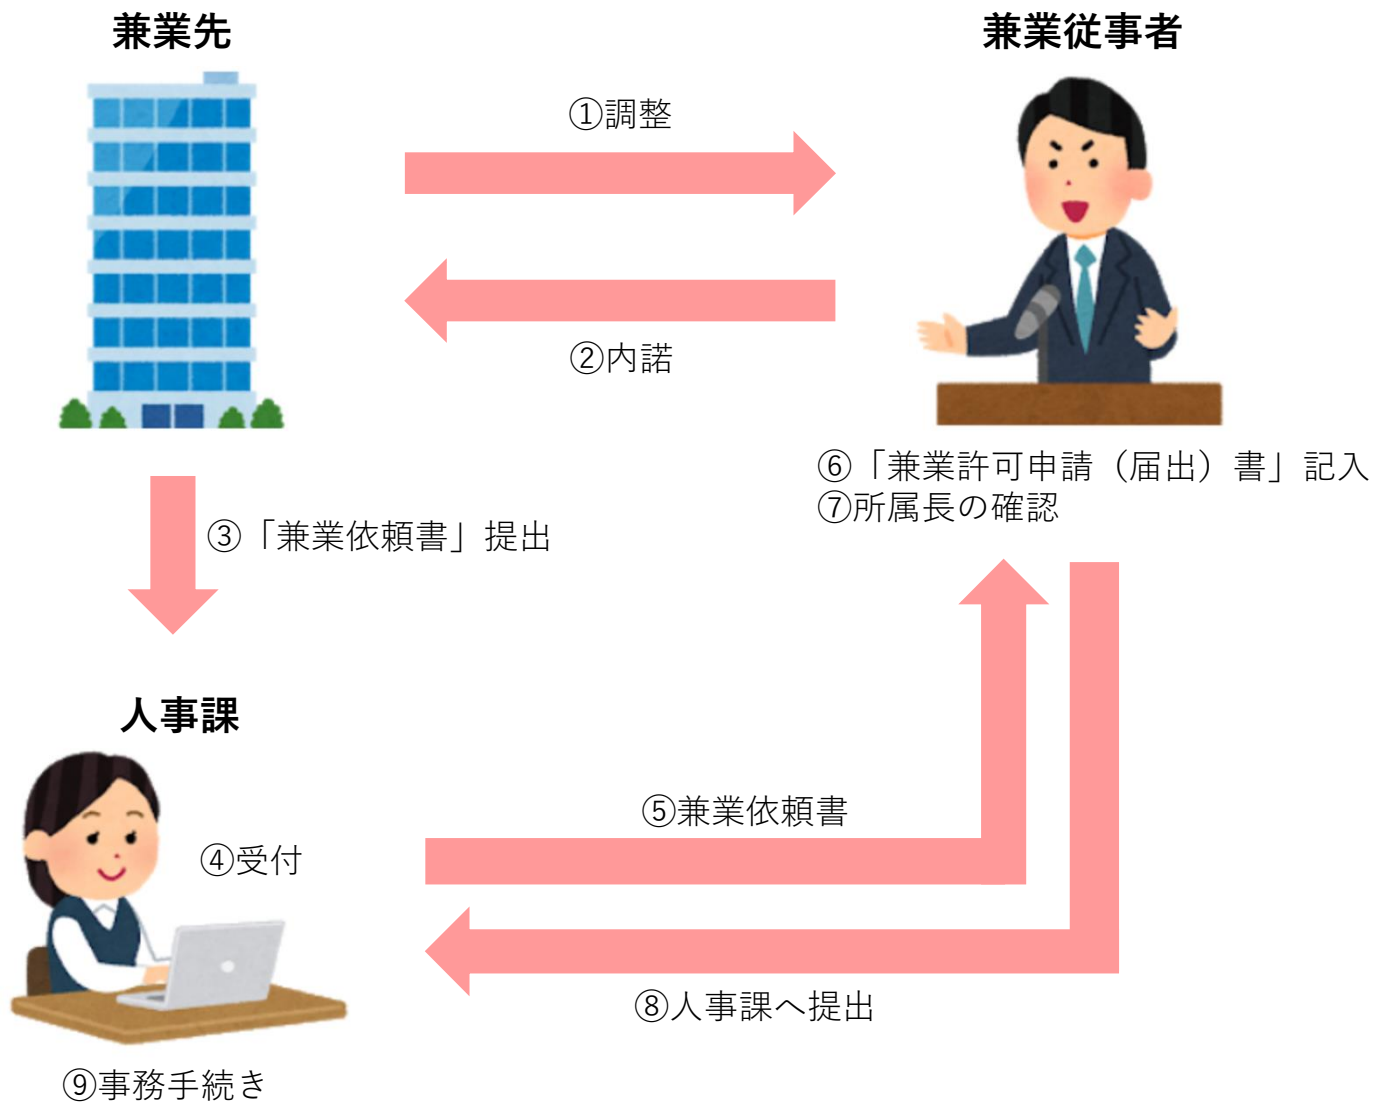 兼業先
兼業従事者
①調整
②内諾
⑥「兼業許可申請（届出）書」記入
⑦所属長の確認
③「兼業依頼書」提出
人事課
⑤兼業依頼書
④受付
⑧人事課へ提出
⑨事務手続き